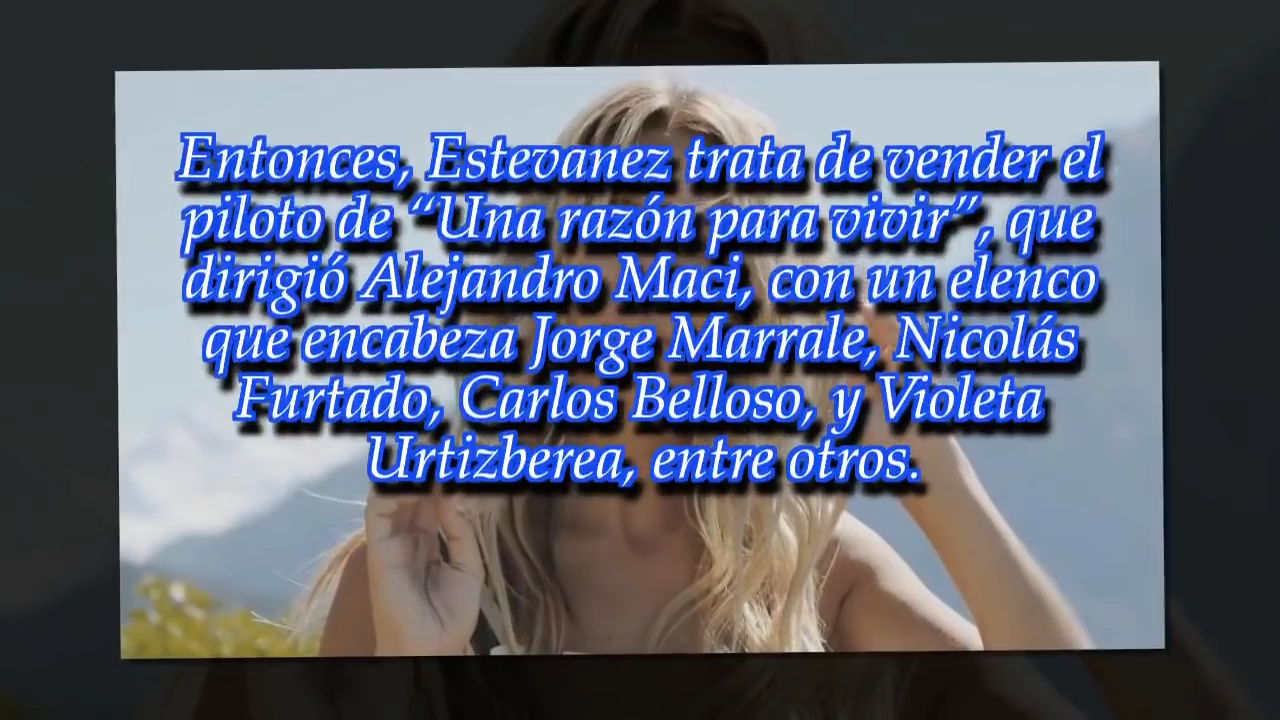 Entonces, Estevanez trata de vender el
piloto de “Una razón para vivir”, que
dirigió Alejandro Maci, con un elenco
que encabeza Jorge Marrale, Nicolás
Furtado, Carlos Belloso, y Violeta
Urtizberea, entre otros.